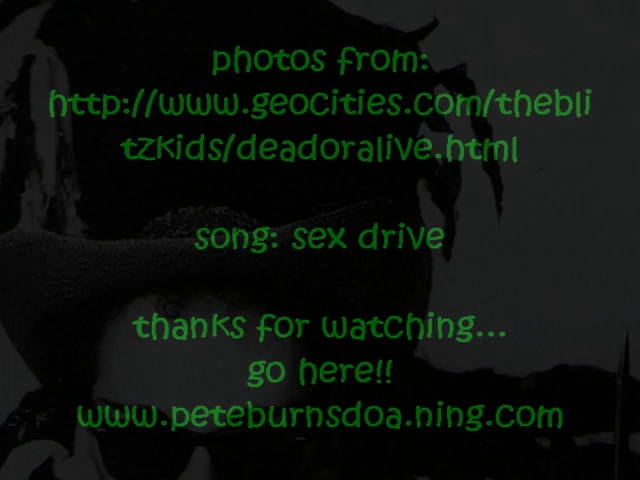 photos from:
http://www.geocities.com/thebli
tzkids/deadoralive.html
song: sex drive
thanks for watching...
go here!!
www.peteburnsdoa.ning.com